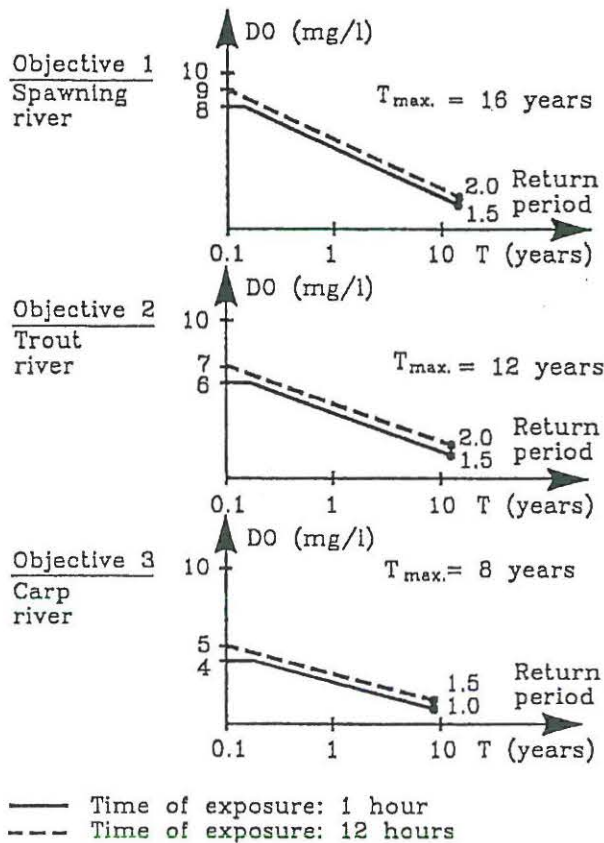 DO (mg/l)
Objective 1
Spawning
river
10
9
8
Tmax. = 16 years
2.0 Return
1.5 period
0.1 1 10 T (years)
DO (mg/l)
Objective 2
Trout
river
10
7
6
Tmax. = 12 years
2.0 Return
1.5 period
0.1 1 10 T (years)
DO (mg/l)
Objective 3
Carp
river
10
5
4
Tmax. = 8 years
1.5 Return
1.0 period
0.1 1 10 T (years)
Time of exposure: 1 hour
Time of exposure: 12 hours